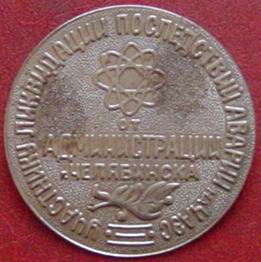 УЧАСТНИКУ ЛИКВИДАЦИИ ПОСЛЕДСТВИЙ АВАРИИ НА ЧАЭС
ОТ
АДМИНИСТРАЦИИ
г. ЧЕЛЯБИНСКА